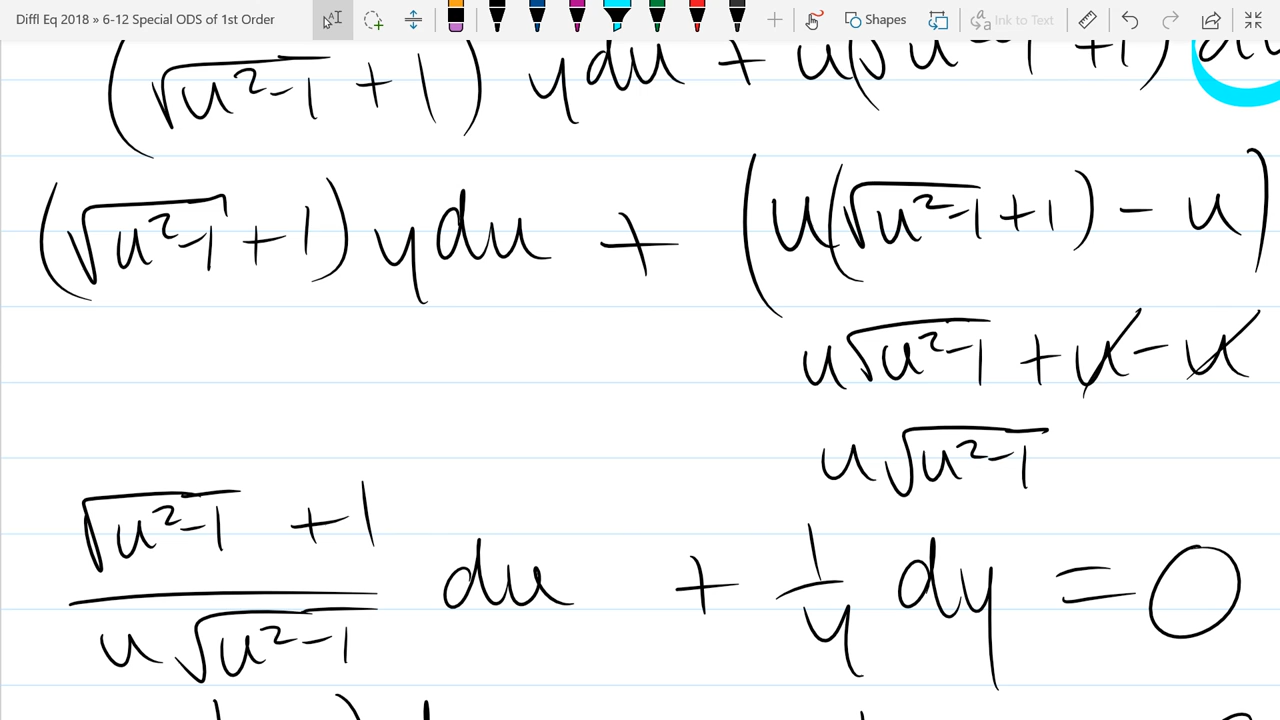 Diffl Eq 2018 » 6-12 Special ODS of 1st Order
Shapes
Ink to Text
(√(u²-1) + 1) y du + u(√(u²-1) + 1)
(√(u²-1) + 1) y du + (u(√(u²-1) + 1) - u)
u√(u²-1) + u - u
u√(u²-1)
(√(u²-1) + 1)/(u√(u²-1)) du + 1/y dy = 0